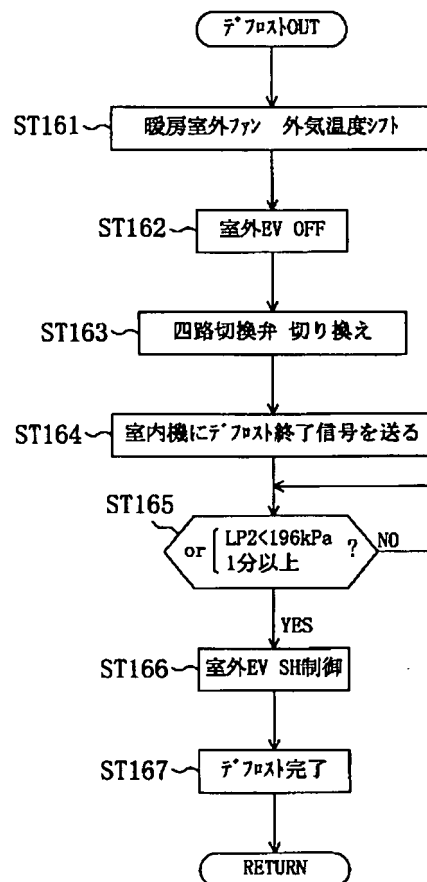 ﾃﾞﾌﾛｽﾄOUT
ST161
暖房室外ﾌｧﾝ 外気温度ｼﾌﾄ
ST162
室外EV OFF
ST163
四路切換弁 切り換え
ST164
室内機にﾃﾞﾌﾛｽﾄ終了信号を送る
ST165
or [ LP2<196kPa
1分以上 ?
NO
YES
ST166
室外EV SH制御
ST167
ﾃﾞﾌﾛｽﾄ完了
RETURN